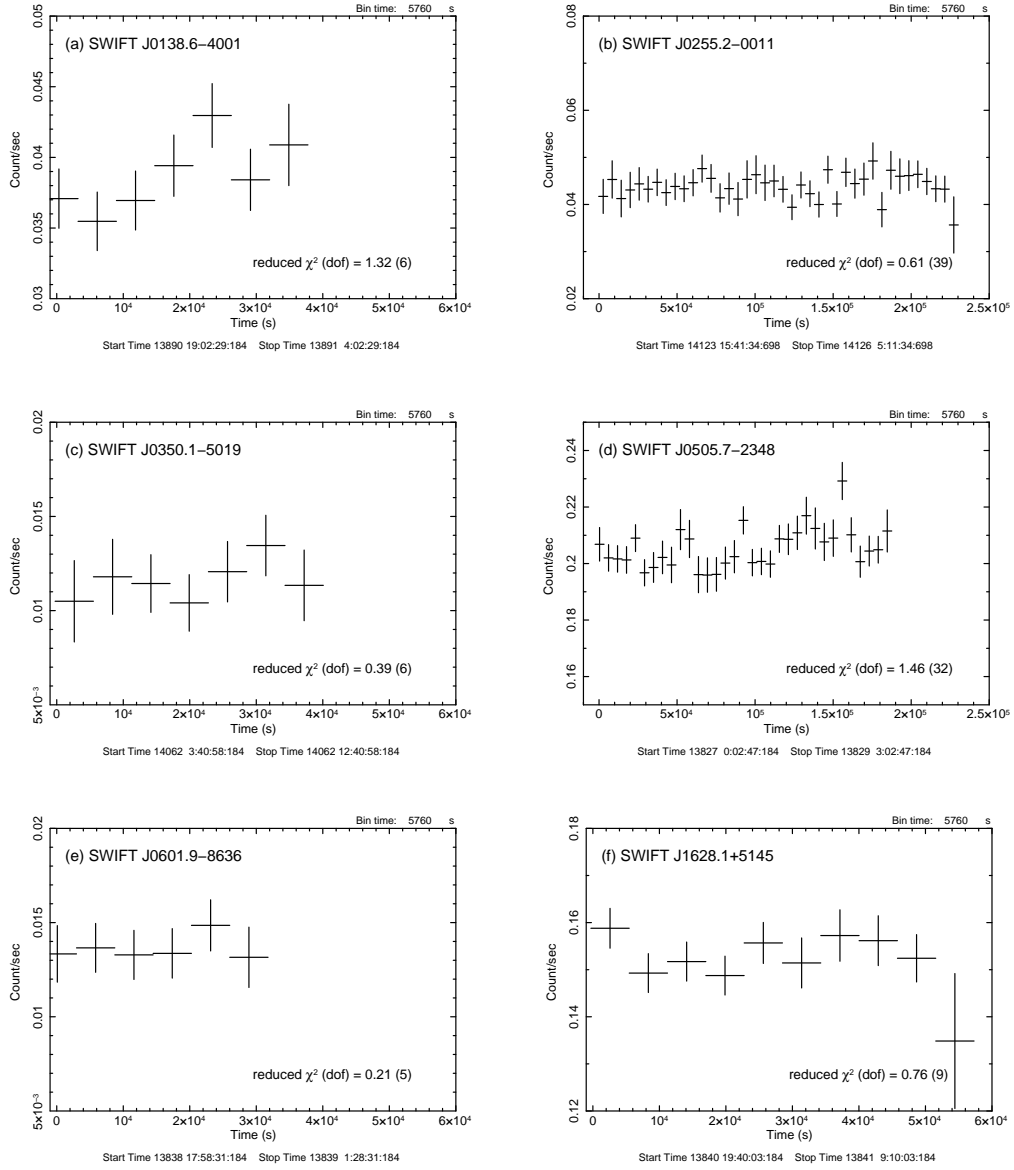 Bin time: 5760 s
(a) SWIFT J0138.6−4001
Count/sec
0.03 0.035 0.04 0.045 0.05
reduced χ² (dof) = 1.32 (6)
0 10⁴ 2×10⁴ 3×10⁴ 4×10⁴ 5×10⁴ 6×10⁴
Time (s)
Start Time 13890 19:02:29:184 Stop Time 13891 4:02:29:184
Bin time: 5760 s
(b) SWIFT J0255.2−0011
Count/sec
0.02 0.04 0.06 0.08
reduced χ² (dof) = 0.61 (39)
0 5×10⁴ 10⁵ 1.5×10⁵ 2×10⁵ 2.5×10⁵
Time (s)
Start Time 14123 15:41:34:698 Stop Time 14126 5:11:34:698
Bin time: 5760 s
(c) SWIFT J0350.1−5019
Count/sec
5×10⁻³ 0.01 0.015 0.02
reduced χ² (dof) = 0.39 (6)
0 10⁴ 2×10⁴ 3×10⁴ 4×10⁴ 5×10⁴ 6×10⁴
Time (s)
Start Time 14062 3:40:58:184 Stop Time 14062 12:40:58:184
Bin time: 5760 s
(d) SWIFT J0505.7−2348
Count/sec
0.16 0.18 0.2 0.22 0.24
reduced χ² (dof) = 1.46 (32)
0 5×10⁴ 10⁵ 1.5×10⁵ 2×10⁵ 2.5×10⁵
Time (s)
Start Time 13827 0:02:47:184 Stop Time 13829 3:02:47:184
Bin time: 5760 s
(e) SWIFT J0601.9−8636
Count/sec
5×10⁻³ 0.01 0.015 0.02
reduced χ² (dof) = 0.21 (5)
0 10⁴ 2×10⁴ 3×10⁴ 4×10⁴ 5×10⁴ 6×10⁴
Time (s)
Start Time 13838 17:58:31:184 Stop Time 13839 1:28:31:184
Bin time: 5760 s
(f) SWIFT J1628.1+5145
Count/sec
0.12 0.14 0.16 0.18
reduced χ² (dof) = 0.76 (9)
0 10⁴ 2×10⁴ 3×10⁴ 4×10⁴ 5×10⁴ 6×10⁴
Time (s)
Start Time 13840 19:40:03:184 Stop Time 13841 9:10:03:184